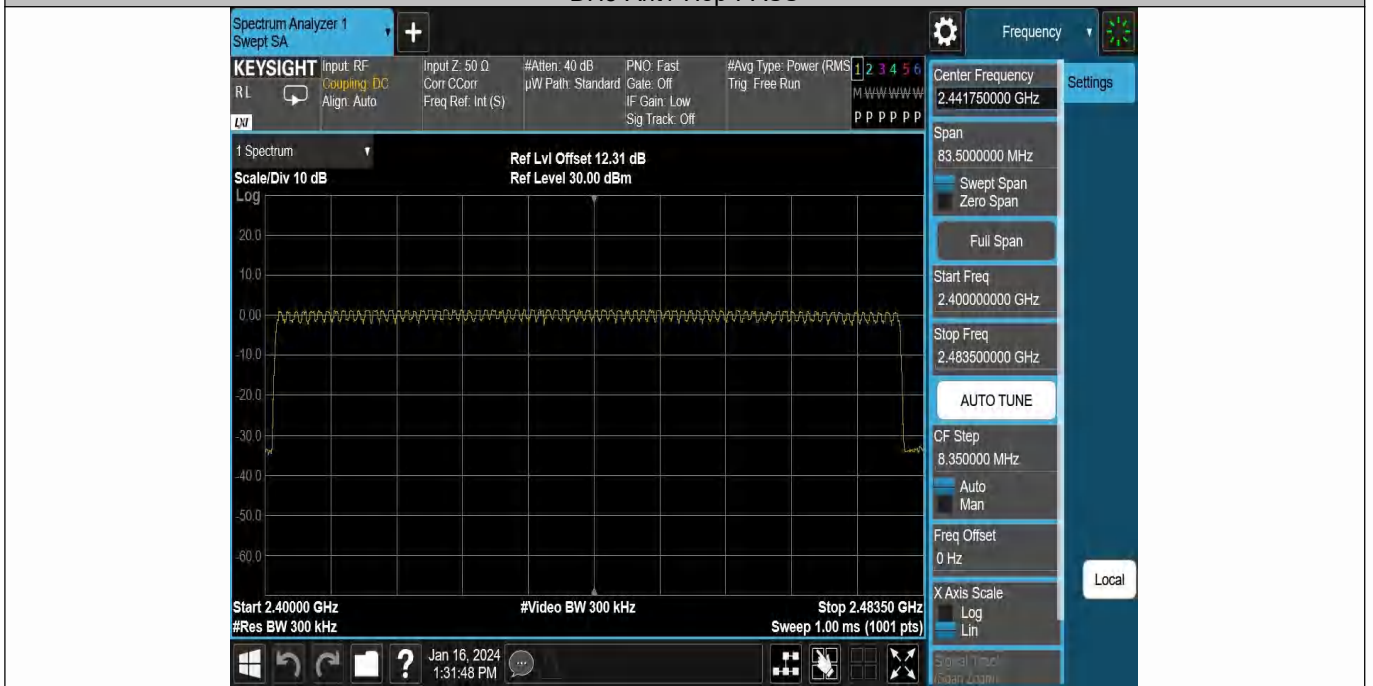 Spectrum Analyzer 1
Swept SA
+
Frequency
KEYSIGHT
RL
LXI
Input: RF
Coupling: DC
Align: Auto
Input Z: 50 Ω
Corr CCorr
Freq Ref: Int (S)
#Atten: 40 dB
µW Path: Standard
PNO: Fast
Gate: Off
IF Gain: Low
Sig Track: Off
#Avg Type: Power (RMS
Trig: Free Run
1 2 3 4 5 6
M W W W W W
P P P P P P
1 Spectrum
Scale/Div 10 dB
Ref Lvl Offset 12.31 dB
Ref Level 30.00 dBm
Log
20.0
10.0
0.00
-10.0
-20.0
-30.0
-40.0
-50.0
-60.0
Start 2.40000 GHz
#Video BW 300 kHz
Stop 2.48350 GHz
#Res BW 300 kHz
Sweep 1.00 ms (1001 pts)
Center Frequency
2.441750000 GHz
Settings
Span
83.5000000 MHz
Swept Span
Zero Span
Full Span
Start Freq
2.400000000 GHz
Stop Freq
2.483500000 GHz
AUTO TUNE
CF Step
8.350000 MHz
Auto
Man
Freq Offset
0 Hz
X Axis Scale
Log
Lin
Local
Signal Track
(Span Zoom)
?
Jan 16, 2024
1:31:48 PM